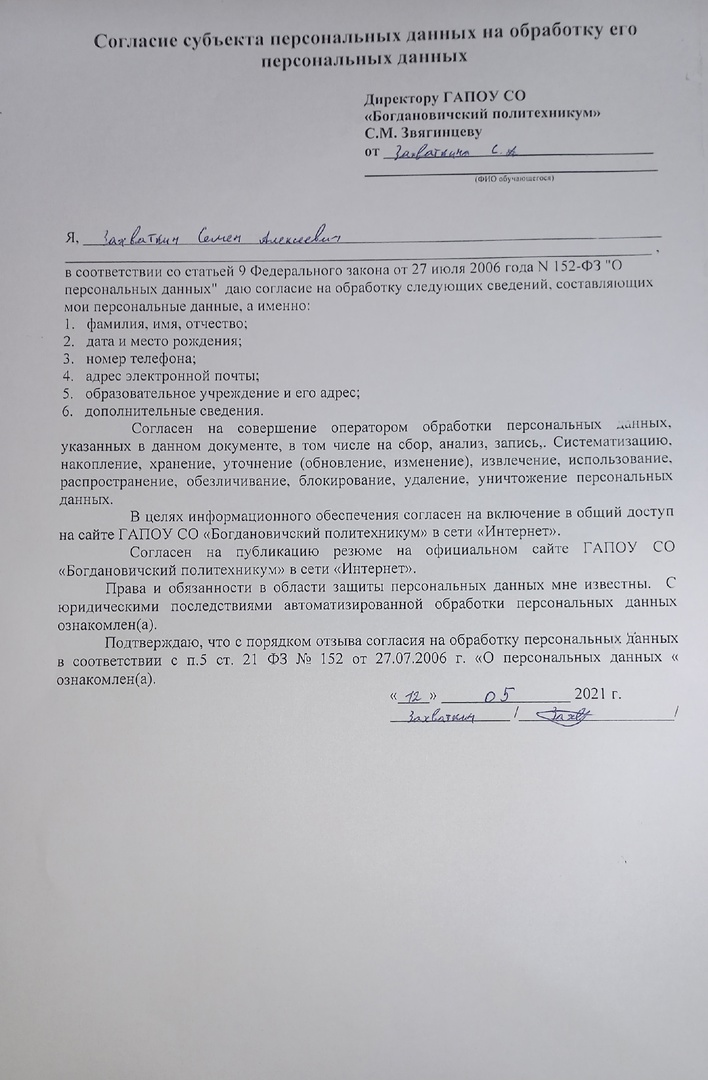 Согласие субъекта персональных данных на обработку его
персональных данных
Директору ГАПОУ СО
«Богдановичский политехникум»
С.М. Звягинцеву
от Захваткина С.А
(ФИО обучающегося)
Я, Захваткин Семен Алексеевич
,
в соответствии со статьей 9 Федерального закона от 27 июля 2006 года N 152-ФЗ "О
персональных данных" даю согласие на обработку следующих сведений, составляющих
мои персональные данные, а именно:
1. фамилия, имя, отчество;
2. дата и место рождения;
3. номер телефона;
4. адрес электронной почты;
5. образовательное учреждение и его адрес;
6. дополнительные сведения.
Согласен на совершение оператором обработки персональных данных,
указанных в данном документе, в том числе на сбор, анализ, запись,. Систематизацию,
накопление, хранение, уточнение (обновление, изменение), извлечение, использование,
распространение, обезличивание, блокирование, удаление, уничтожение персональных
данных.
В целях информационного обеспечения согласен на включение в общий доступ
на сайте ГАПОУ СО «Богдановичский политехникум» в сети «Интернет».
Согласен на публикацию резюме на официальном сайте ГАПОУ СО
«Богдановичский политехникум» в сети «Интернет».
Права и обязанности в области защиты персональных данных мне известны. С
юридическими последствиями автоматизированной обработки персональных данных
ознакомлен(а).
Подтверждаю, что с порядком отзыва согласия на обработку персональных данных
в соответствии с п.5 ст. 21 ФЗ № 152 от 27.07.2006 г. «О персональных данных «
ознакомлен(а).
«12» 05 2021 г.
Захваткин / Захв /